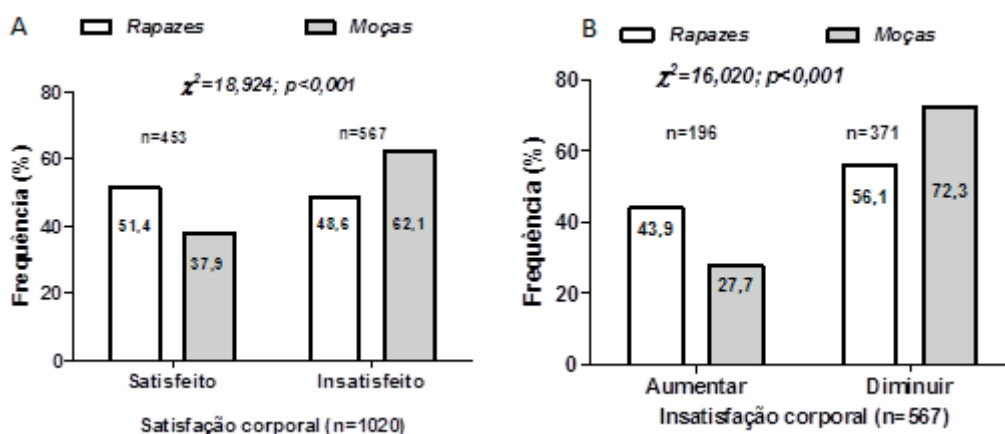 A
Rapazes Moças
χ²=18,924; p<0,001
n=453 n=567
Frequência (%)
80
60
40
20
0
51,4 37,9 48,6 62,1
Satisfeito Insatisfeito
Satisfação corporal (n=1020)
B
Rapazes Moças
χ²=16,020; p<0,001
n=196 n=371
Frequência (%)
80
60
40
20
0
43,9 27,7 56,1 72,3
Aumentar Diminuir
Insatisfação corporal (n=567)